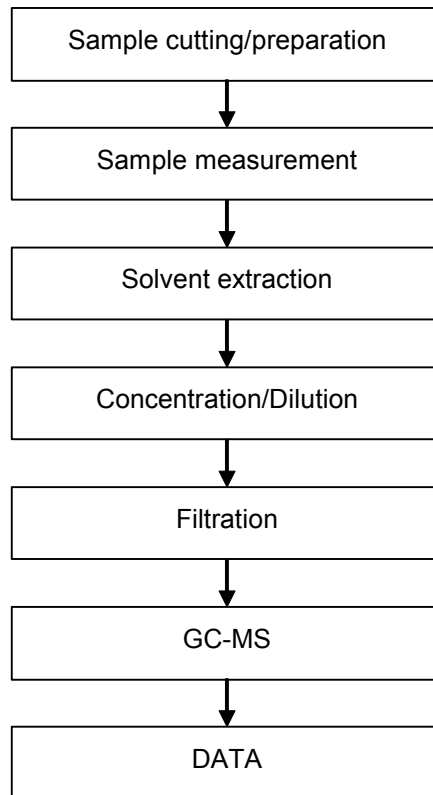 Sample cutting/preparation
Sample measurement
Solvent extraction
Concentration/Dilution
Filtration
GC-MS
DATA